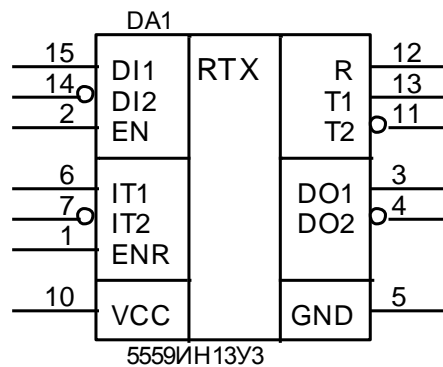 DA1
15 DI1 RTX R 12
14 DI2 T1 13
2 EN T2 11
6 IT1 DO1 3
7 IT2 DO2 4
1 ENR
10 VCC GND 5
5559ИН13У3